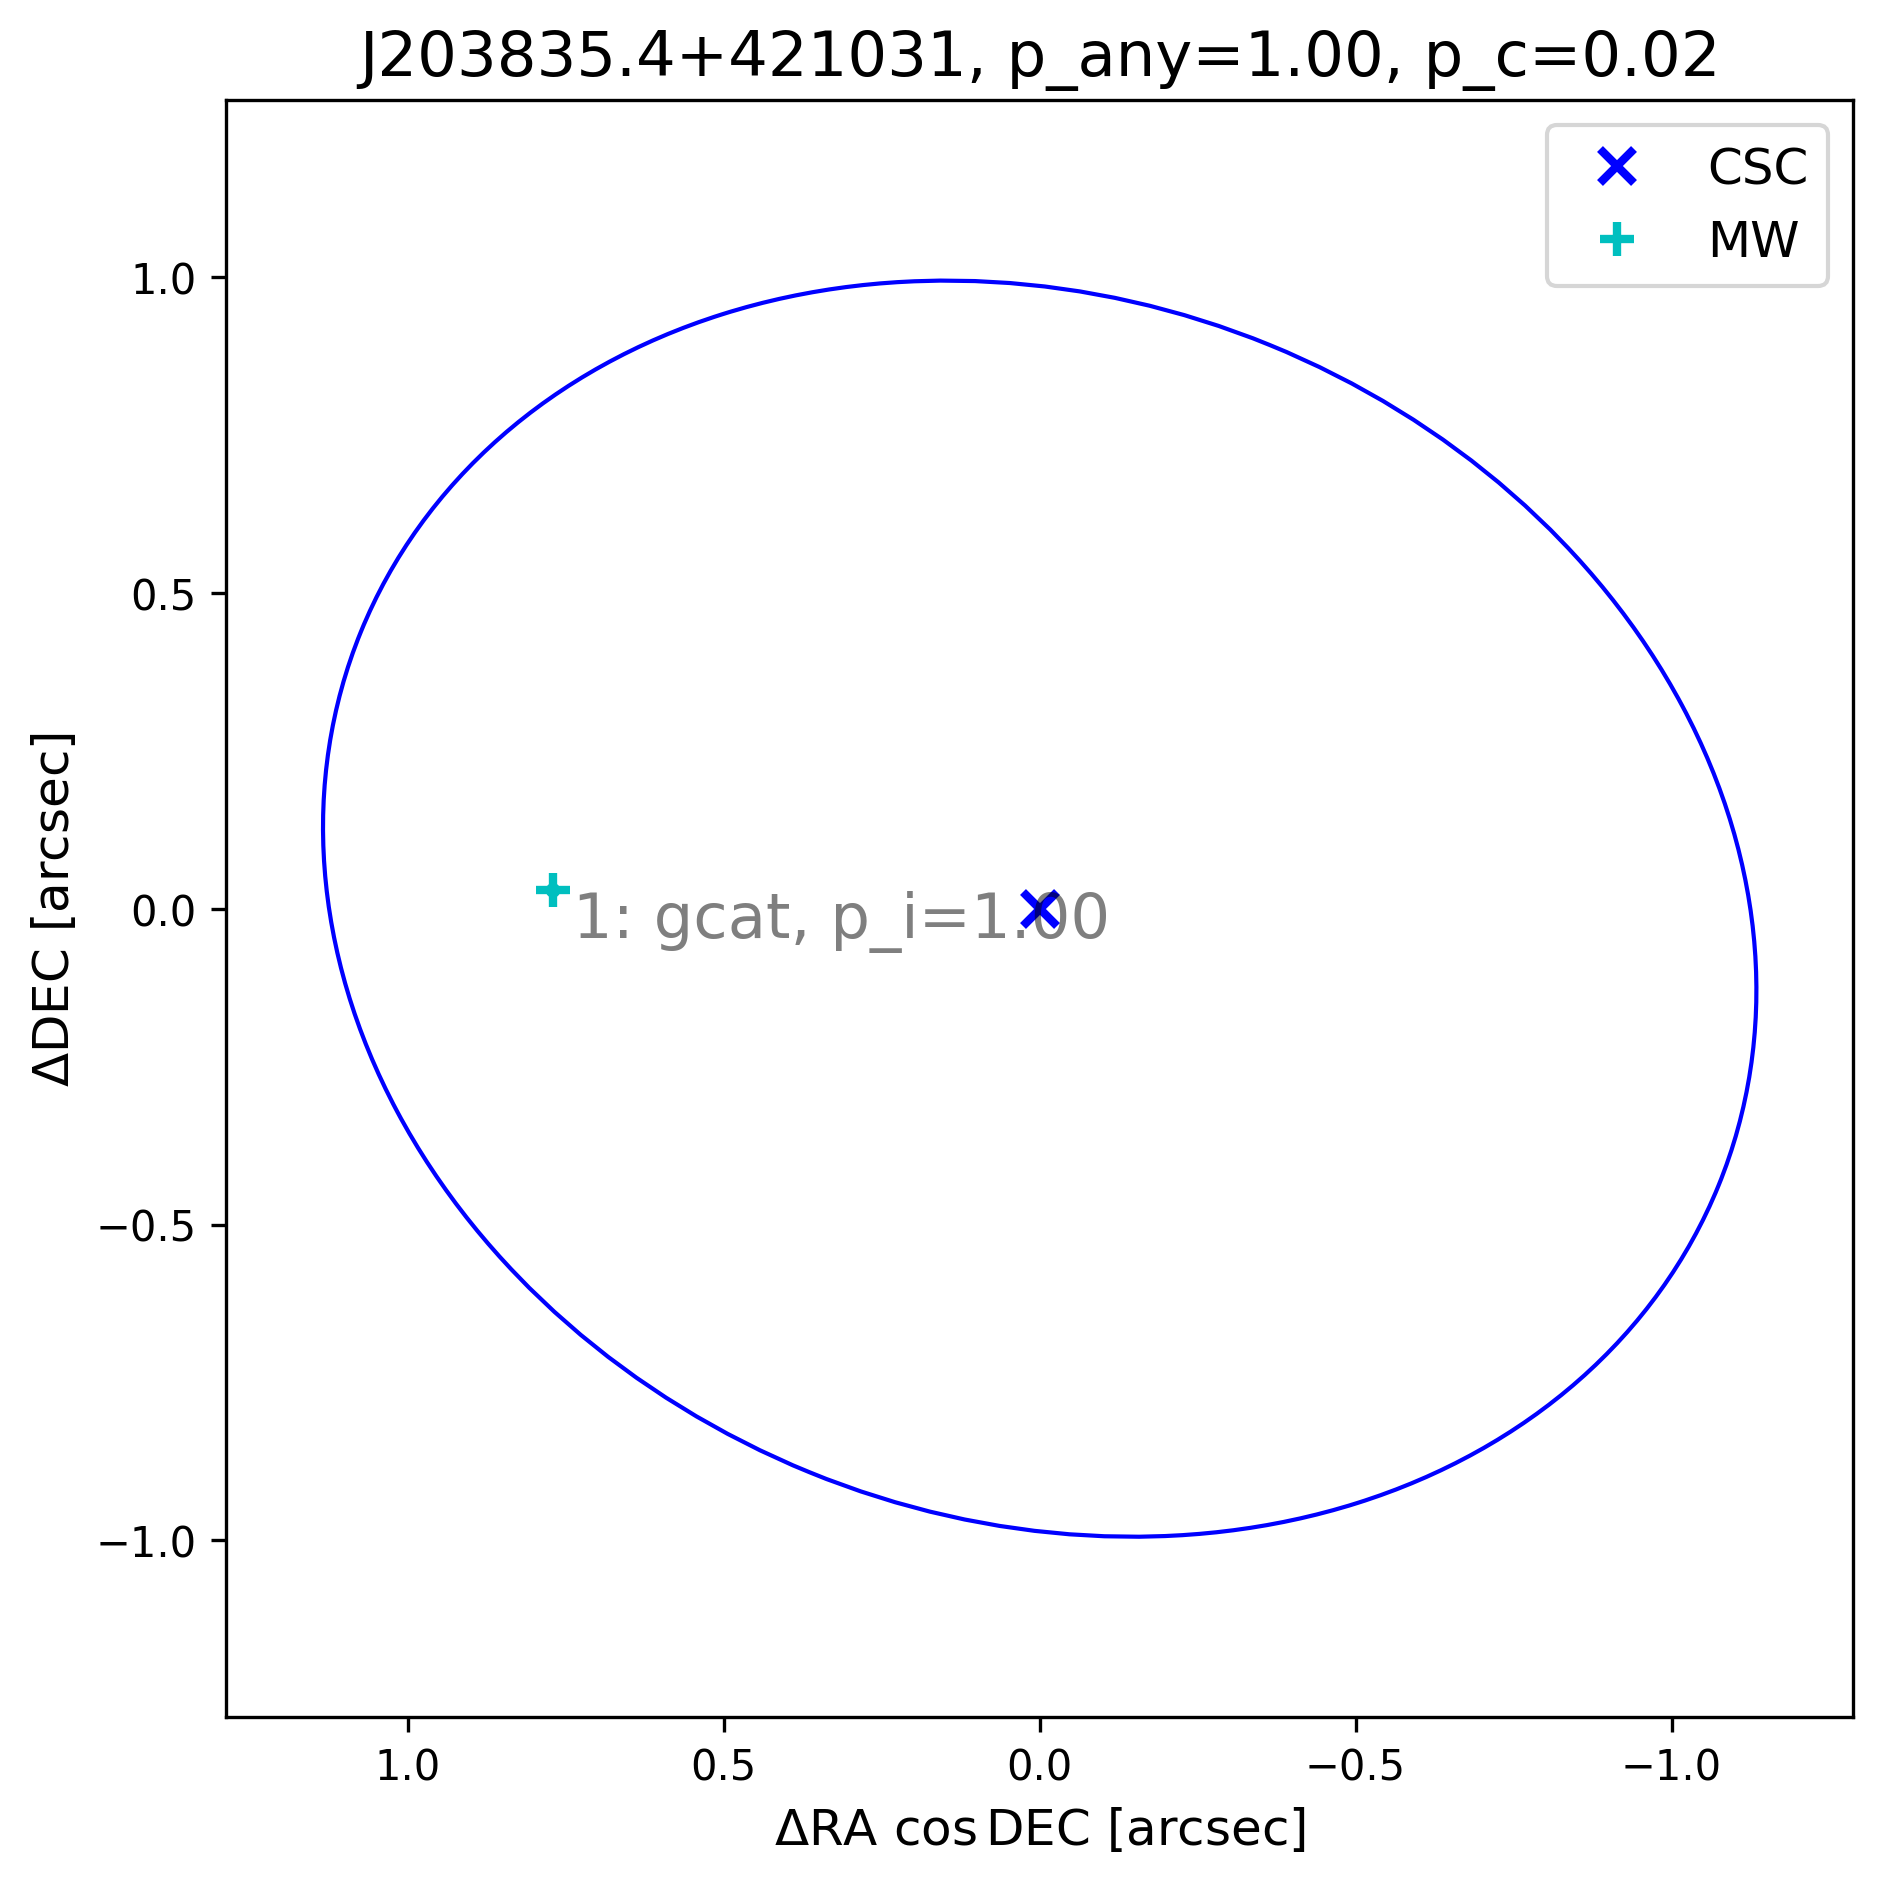 J203835.4+421031, p_any=1.00, p_c=0.02
CSC
MW
1.0
0.5
0.0
−0.5
−1.0
ΔDEC [arcsec]
1: gcat, p_i=1.00
1.0 0.5 0.0 −0.5 −1.0
ΔRA cos DEC [arcsec]